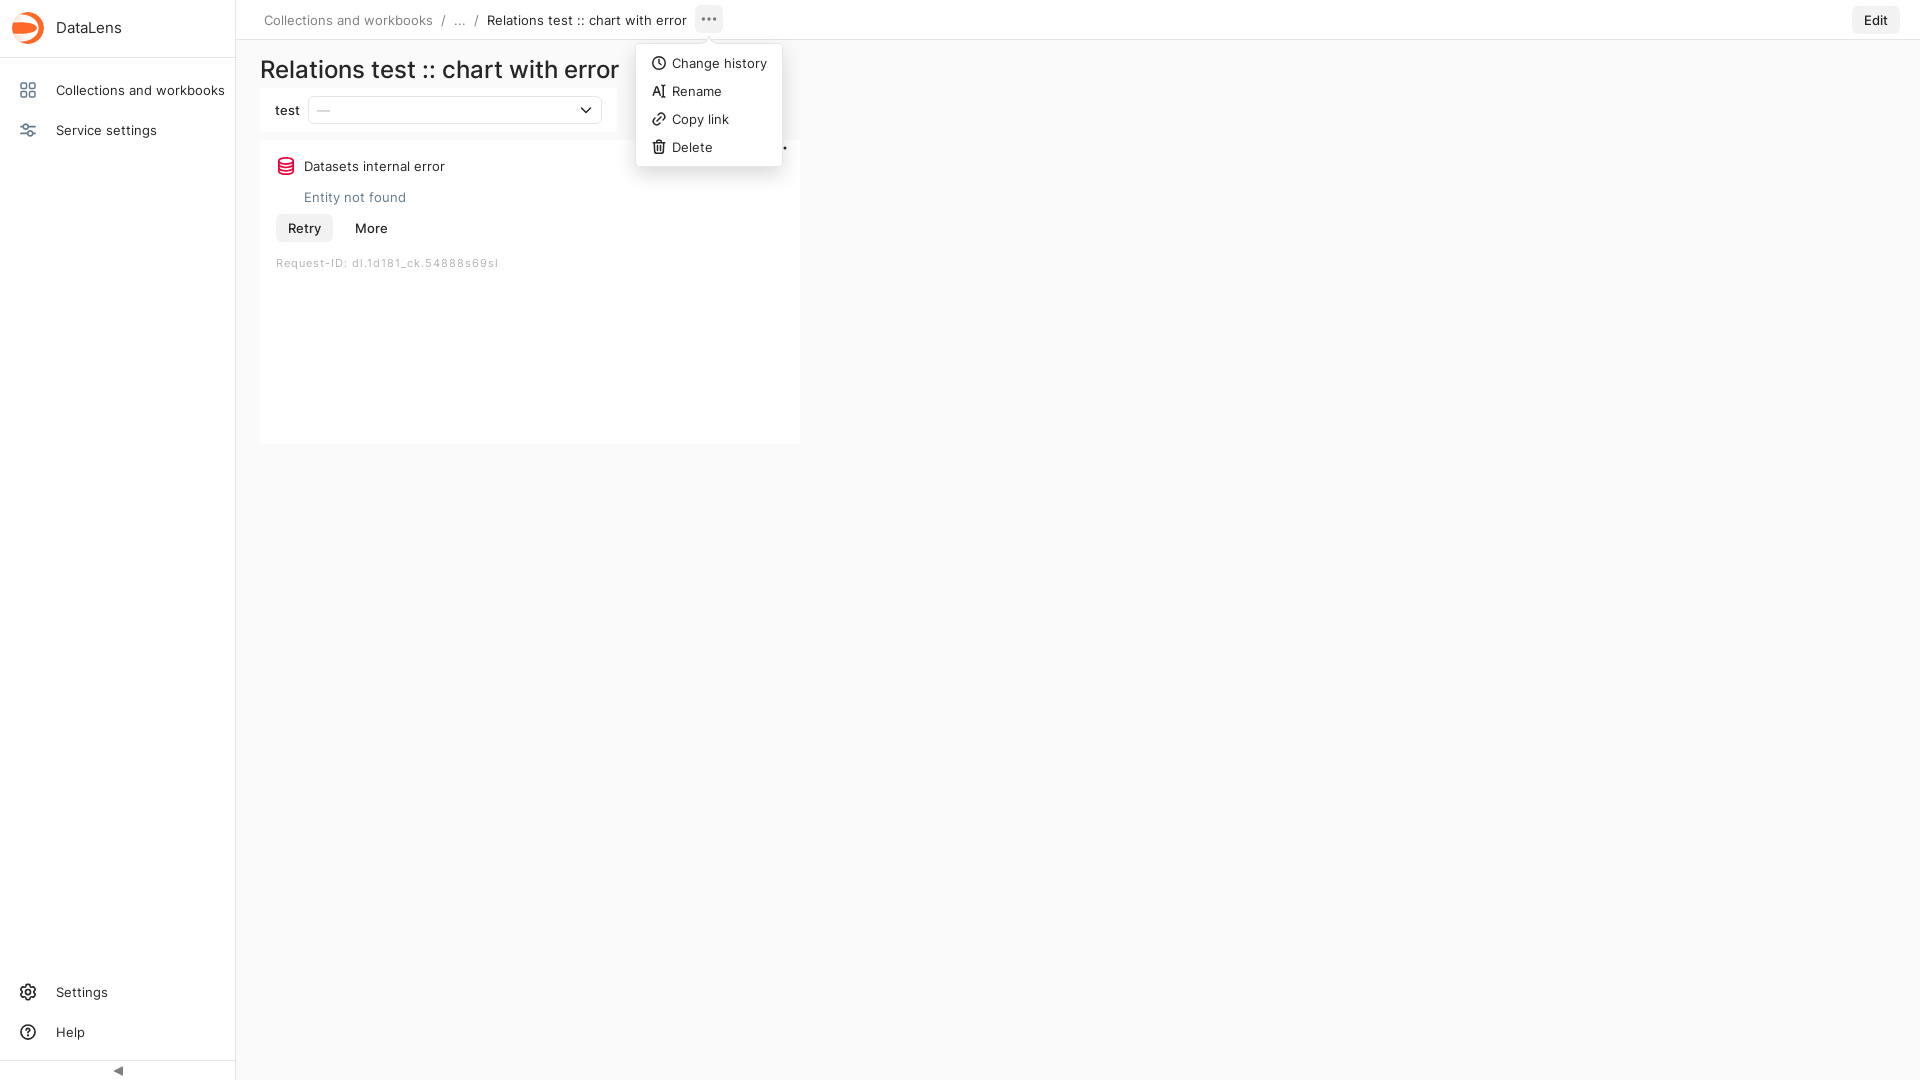 DataLens
Collections and workbooks / ... / Relations test :: chart with error
Edit
Collections and workbooks
Service settings
Change history
Rename
Copy link
Delete
Relations test :: chart with error
test —
Datasets internal error
Entity not found
Retry More
Request-ID: dl.1d181_ck.54888s69sl
Settings
Help